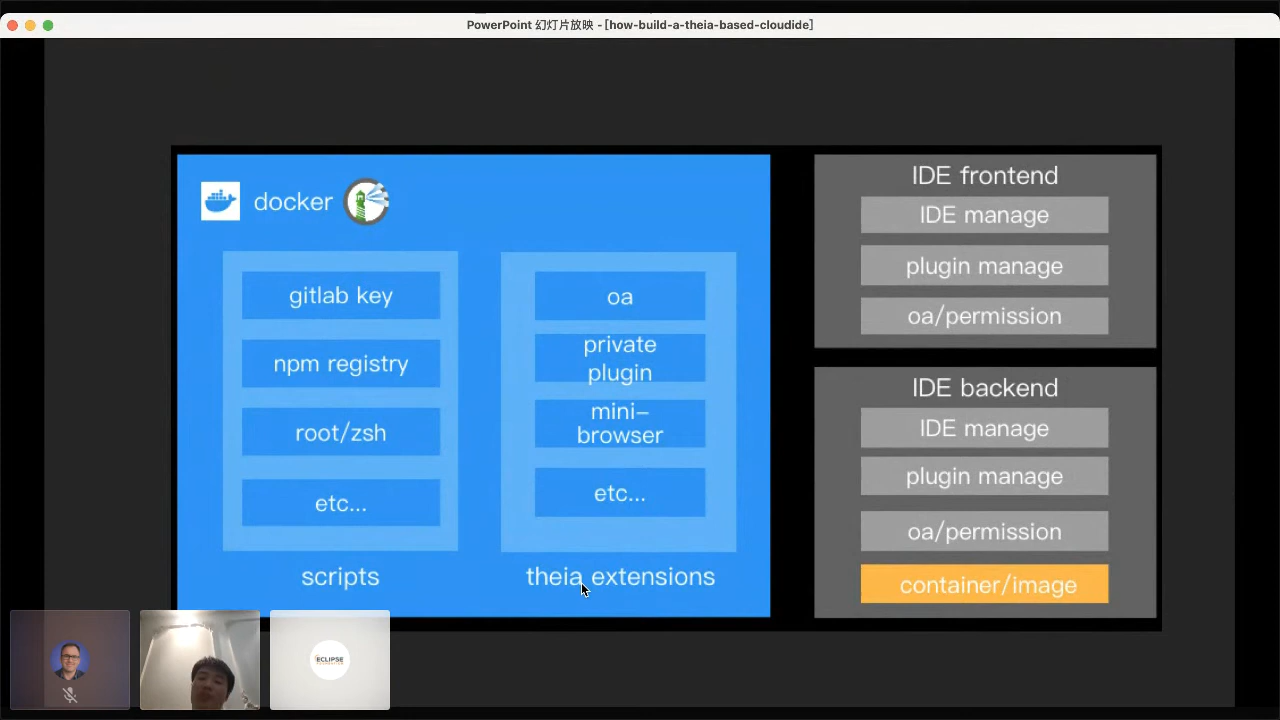 PowerPoint 幻灯片放映 - [how-build-a-theia-based-cloudide]
docker
gitlab key
npm registry
root/zsh
etc...
scripts
oa
private
plugin
mini-
browser
etc...
theia extensions
IDE frontend
IDE manage
plugin manage
oa/permission
IDE backend
IDE manage
plugin manage
oa/permission
container/image
ECLIPSE
FOUNDATION